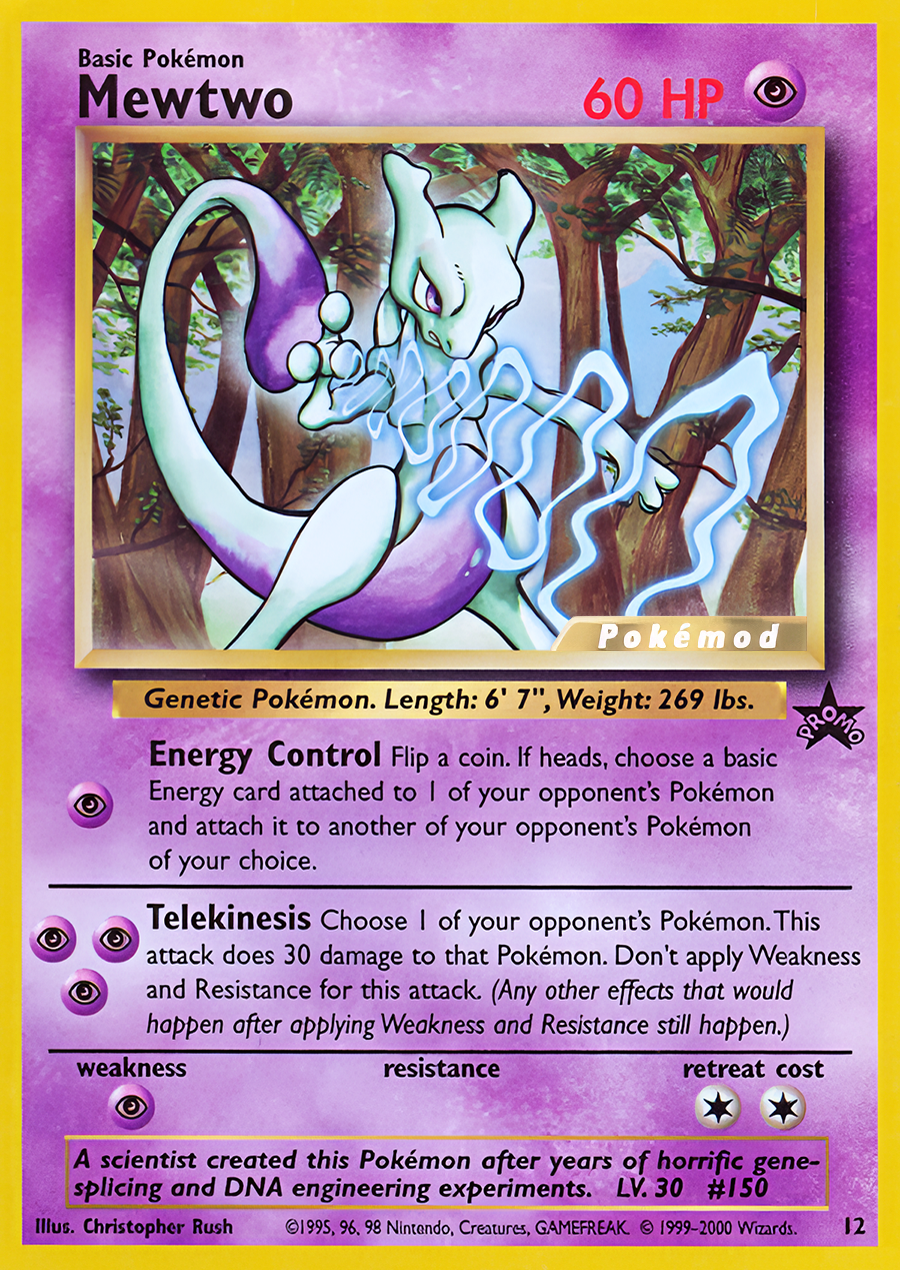 Basic Pokémon
Mewtwo
60 HP
Pokémod
Genetic Pokémon. Length: 6' 7", Weight: 269 lbs.
PROMO
Energy Control Flip a coin. If heads, choose a basic
Energy card attached to 1 of your opponent's Pokémon
and attach it to another of your opponent's Pokémon
of your choice.
Telekinesis Choose 1 of your opponent's Pokémon. This
attack does 30 damage to that Pokémon. Don't apply Weakness
and Resistance for this attack. (Any other effects that would
happen after applying Weakness and Resistance still happen.)
weakness resistance retreat cost
A scientist created this Pokémon after years of horrific gene-
splicing and DNA engineering experiments. LV. 30 #150
Illus. Christopher Rush ©1995, 96, 98 Nintendo, Creatures, GAMEFREAK. © 1999-2000 Wizards. 12